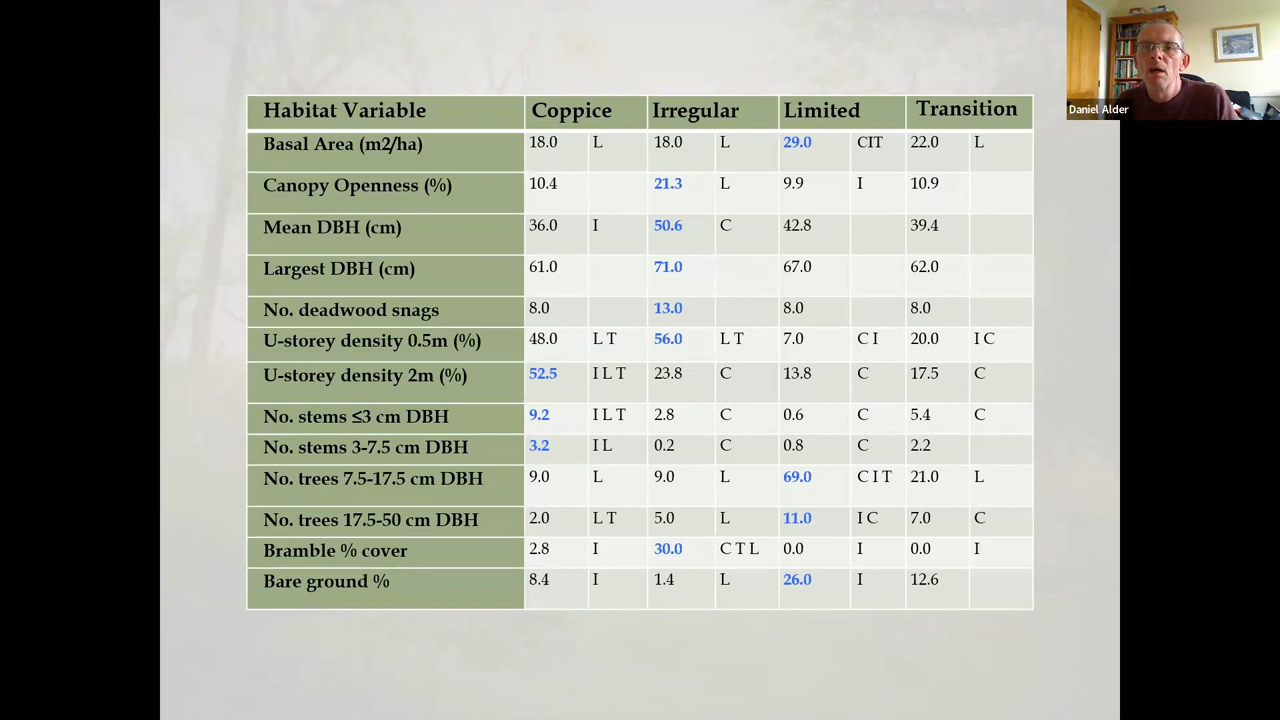 Habitat Variable Coppice Irregular Limited Transition
Basal Area (m2/ha) 18.0 L 18.0 L 29.0 CIT 22.0 L
Canopy Openness (%) 10.4 21.3 L 9.9 I 10.9
Mean DBH (cm) 36.0 I 50.6 C 42.8 39.4
Largest DBH (cm) 61.0 71.0 67.0 62.0
No. deadwood snags 8.0 13.0 8.0 8.0
U-storey density 0.5m (%) 48.0 L T 56.0 L T 7.0 C I 20.0 I C
U-storey density 2m (%) 52.5 I L T 23.8 C 13.8 C 17.5 C
No. stems ≤3 cm DBH 9.2 I L T 2.8 C 0.6 C 5.4 C
No. stems 3-7.5 cm DBH 3.2 I L 0.2 C 0.8 C 2.2
No. trees 7.5-17.5 cm DBH 9.0 L 9.0 L 69.0 C I T 21.0 L
No. trees 17.5-50 cm DBH 2.0 L T 5.0 L 11.0 I C 7.0 C
Bramble % cover 2.8 I 30.0 C T L 0.0 I 0.0 I
Bare ground % 8.4 I 1.4 L 26.0 I 12.6
Daniel Alder